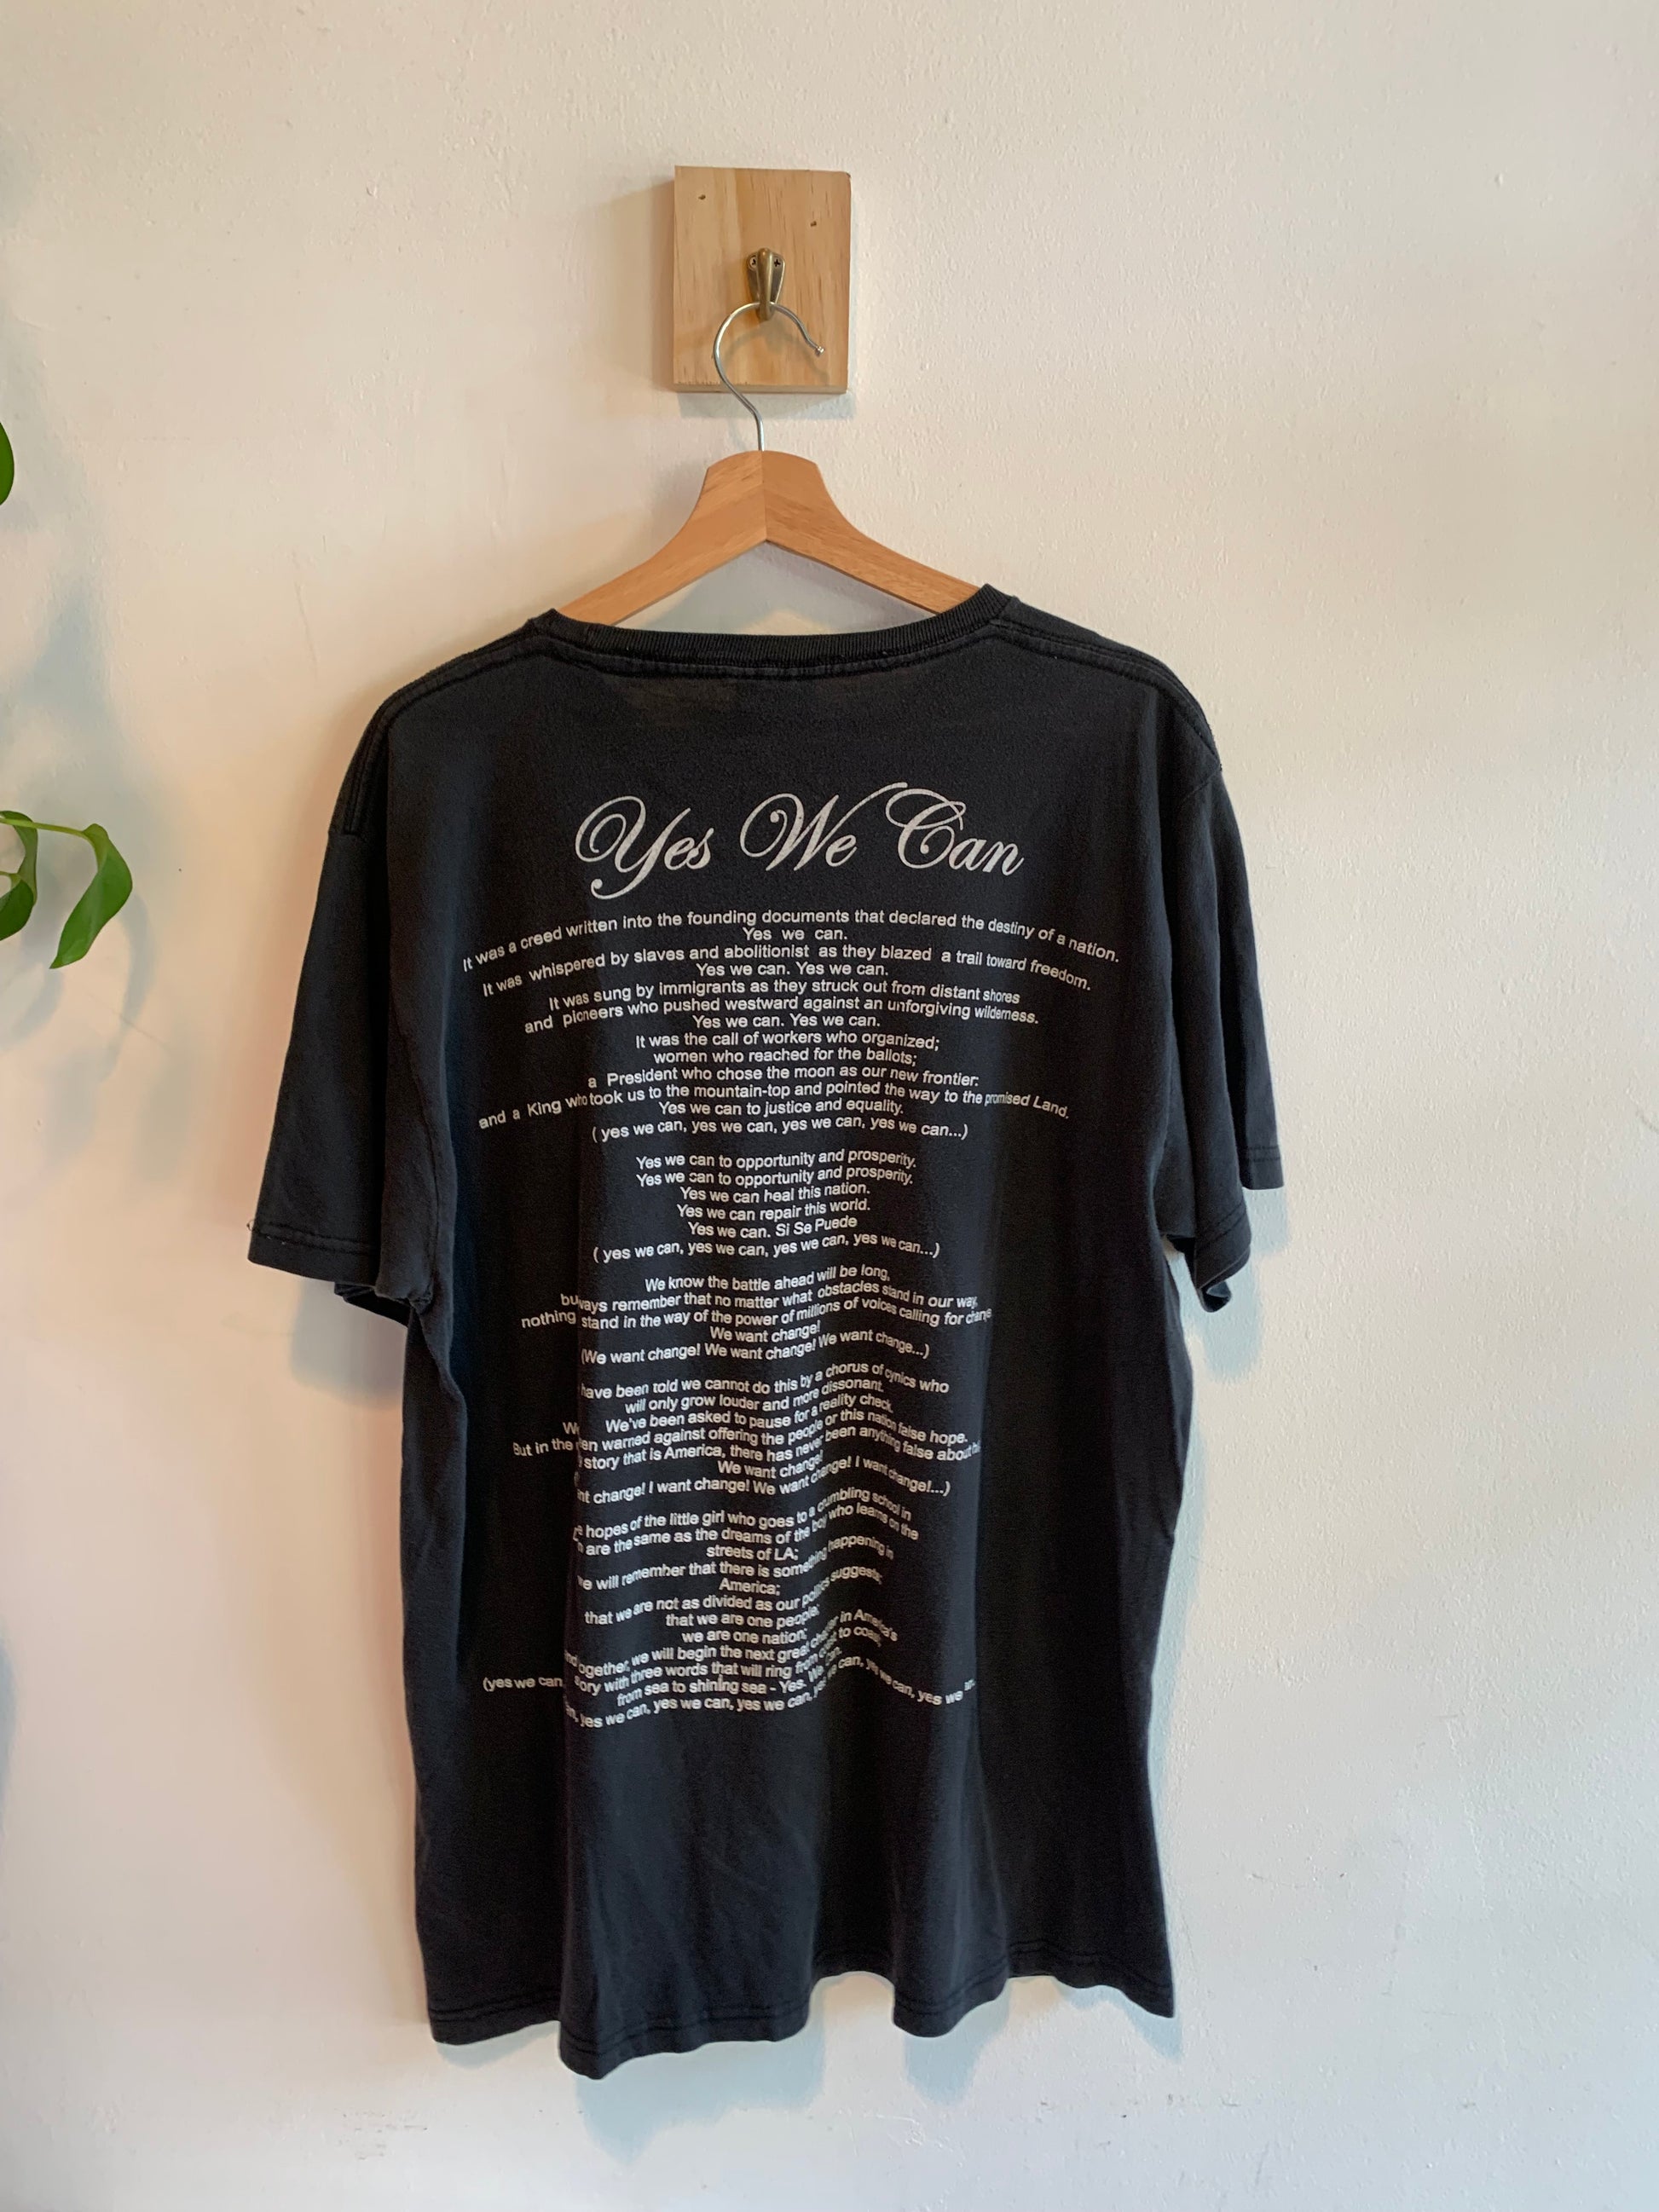 Yes We Can
It was a creed written into the founding documents that declared the destiny of a nation.
Yes we can.
It was whispered by slaves and abolitionist as they blazed a trail toward freedom.
Yes we can. Yes we can.
It was sung by immigrants as they struck out from distant shores
and pioneers who pushed westward against an unforgiving wilderness.
Yes we can. Yes we can.
It was the call of workers who organized;
women who reached for the ballots;
a President who chose the moon as our new frontier:
and a King who took us to the mountain-top and pointed the way to the promised Land.
Yes we can to justice and equality.
( yes we can, yes we can, yes we can, yes we can...)
Yes we can to opportunity and prosperity.
Yes we can to opportunity and prosperity.
Yes we can heal this nation.
Yes we can repair this world.
Yes we can. Si Se Puede
( yes we can, yes we can, yes we can, yes we can...)
We know the battle ahead will be long,
remember that no matter what obstacles stand in our way,
nothing stand in the way of the power of millions of voices calling for
We want change!
(We want change! We want change! We want change...)
have been told we cannot do this by a chorus of cynics who
will only grow louder and more dissonant.
We've been asked to pause for a reality check.
warned against offering the people or this nation false hope.
But in the story that is America, there has never been anything false about
We want change!
change! I want change! We want change! I want change!...)
hopes of the little girl who goes to a crumbling school in
are the same as the dreams of the boy who learns on the
streets of LA;
will remember that there is something happening in
America;
that we are not as divided as our politics suggests;
that we are one people;
we are one nation;
together, we will begin the next great chapter in America's
with three words that will ring from coast to coast;
from sea to shining sea - Yes. We Can.
(yes we can, yes we can, yes we can, yes we can, yes we can, yes we